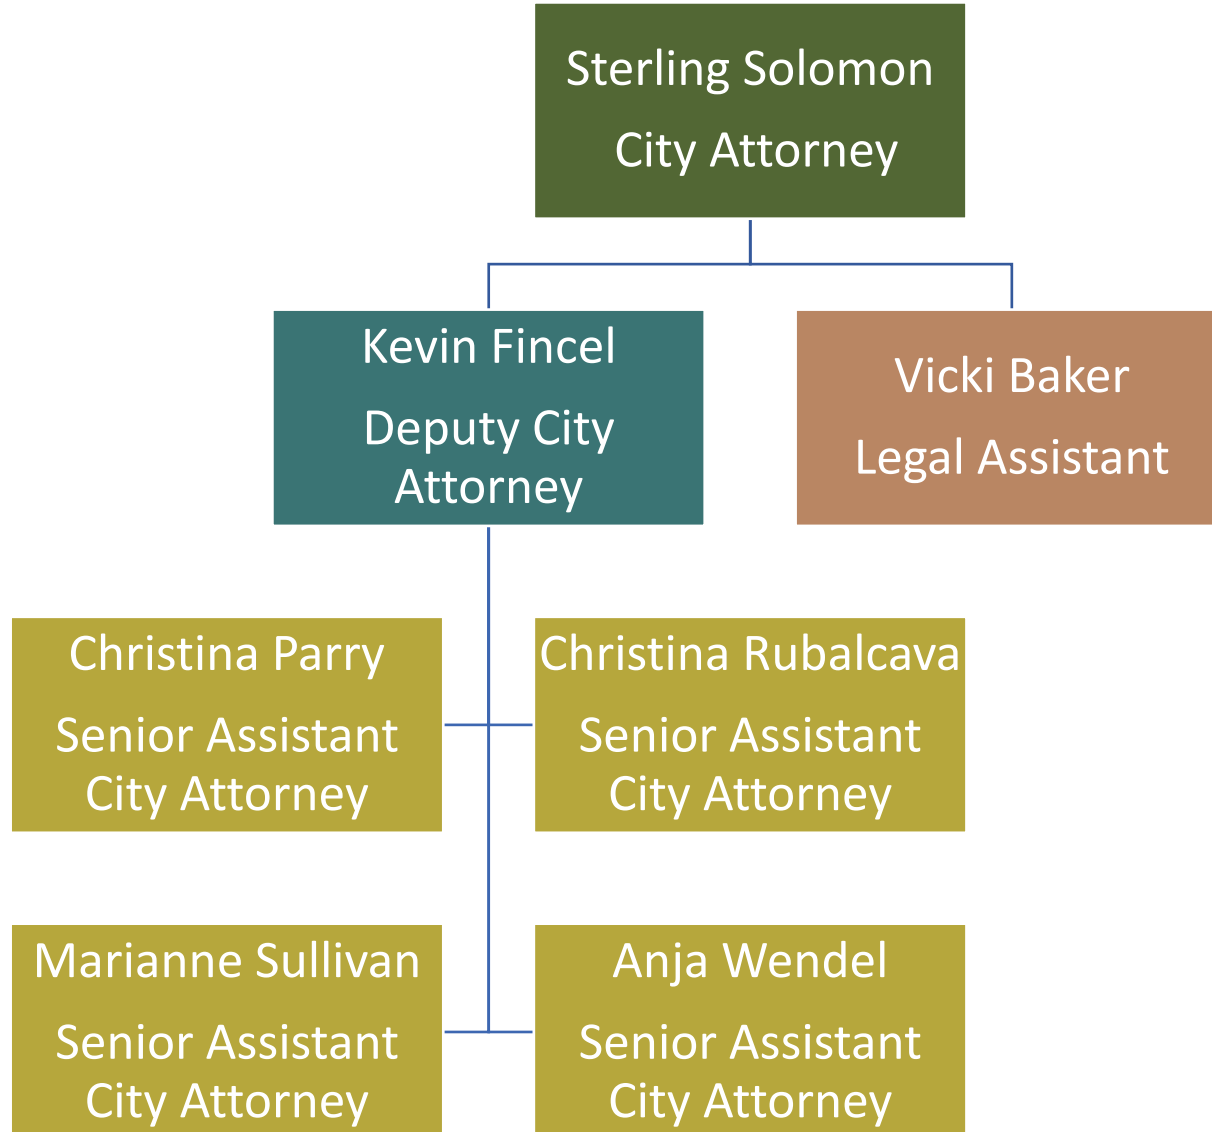 Sterling Solomon
City Attorney
Kevin Fincel
Deputy City
Attorney
Vicki Baker
Legal Assistant
Christina Parry
Senior Assistant
City Attorney
Christina Rubalcava
Senior Assistant
City Attorney
Marianne Sullivan
Senior Assistant
City Attorney
Anja Wendel
Senior Assistant
City Attorney